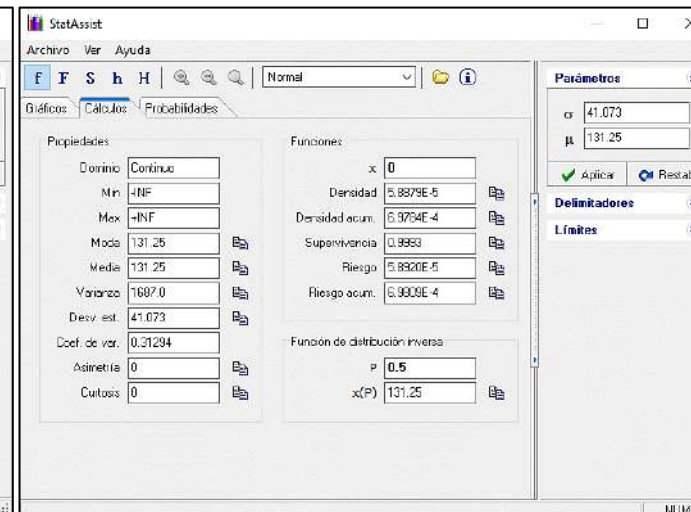 StatAssist
Archivo Ver Ayuda
f F S h H Normal
Gráficos Cálculos Probabilidades
Propiedades
Dominio Continuo
Min -INF
Max +INF
Moda 131.25
Media 131.25
Varianza 1687.0
Desv. est. 41.073
Coef. de var. 0.31294
Asimetría 0
Curtosis 0
Funciones
x 0
Densidad 5.8879E-5
Densidad acum. 6.9784E-4
Supervivencia 0.9993
Riesgo 5.8920E-5
Riesgo acum. 6.9809E-4
Función de distribución inversa
P 0.5
x(P) 131.25
Parámetros
σ 41.073
μ 131.25
Aplicar Restab
Delimitadores
Límites
NUM